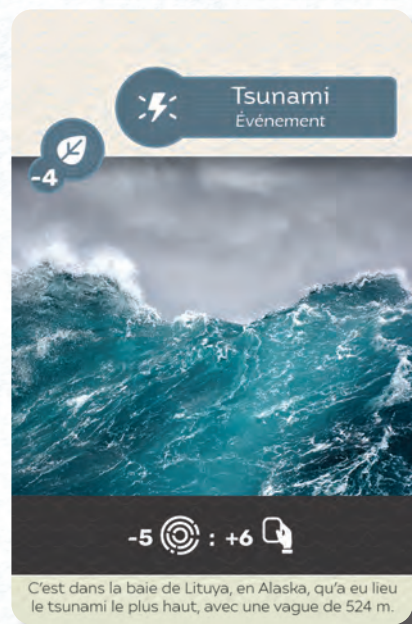 Tsunami
Événement
-4
-5 : +6
C'est dans la baie de Lituya, en Alaska, qu'a eu lieu
le tsunami le plus haut, avec une vague de 524 m.